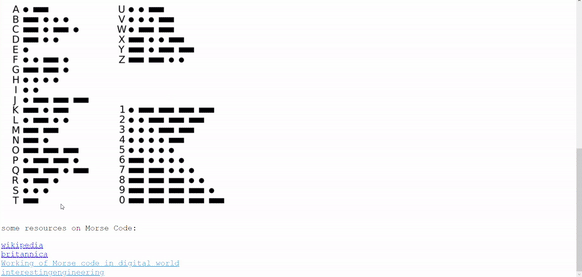 A
B
C
D
E
F
G
H
I
J
K
L
M
N
O
P
Q
R
S
T
U
V
W
X
Y
Z
1
2
3
4
5
6
7
8
9
0
some resources on Morse Code:
wikipedia
britannica
Working of Morse code in digital world
interestingengineering